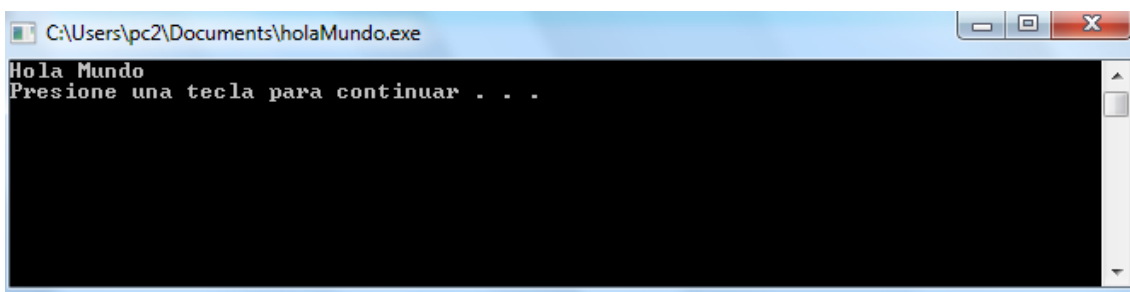 C:\Users\pc2\Documents\holaMundo.exe
Hola Mundo
Presione una tecla para continuar . . .